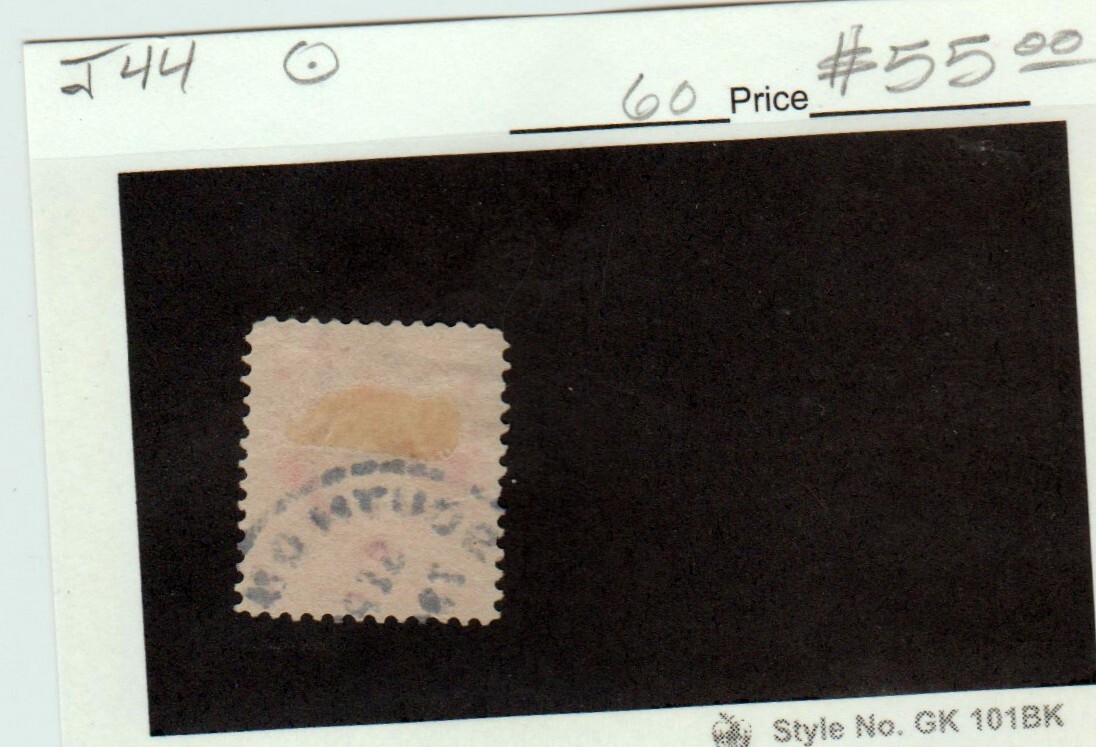 J44 ⊙
60 Price $55.00
Style No. GK 101BK